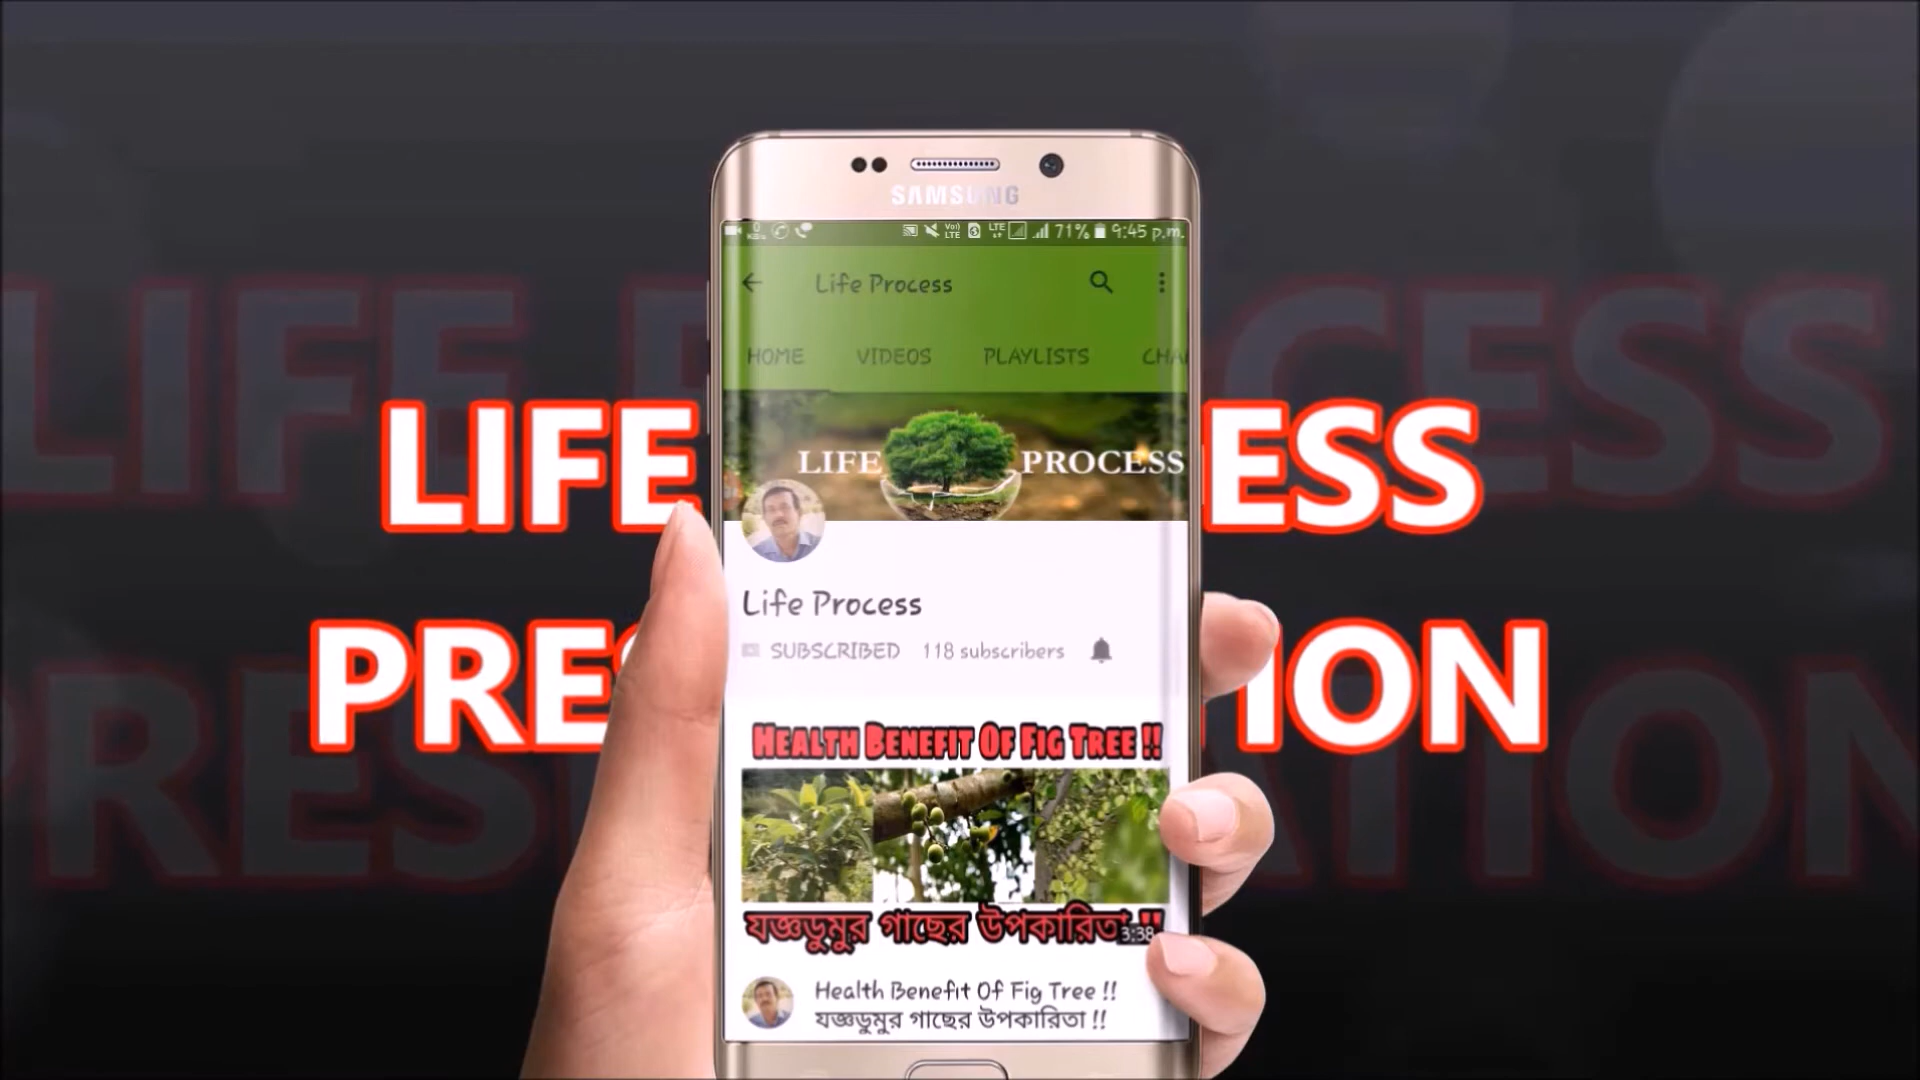 SAMSUNG
71% 9:45 p.m.
Life Process
HOME VIDEOS PLAYLISTS
LIFE PROCESS
LIFE ESS
Life Process
SUBSCRIBED 118 subscribers
PRES ION
HEALTH BENEFIT OF FIG TREE !!
যজ্ঞডুমুর গাছের উপকারিতা !!
3:38
Health Benefit Of Fig Tree !!
যজ্ঞডুমুর গাছের উপকারিতা !!